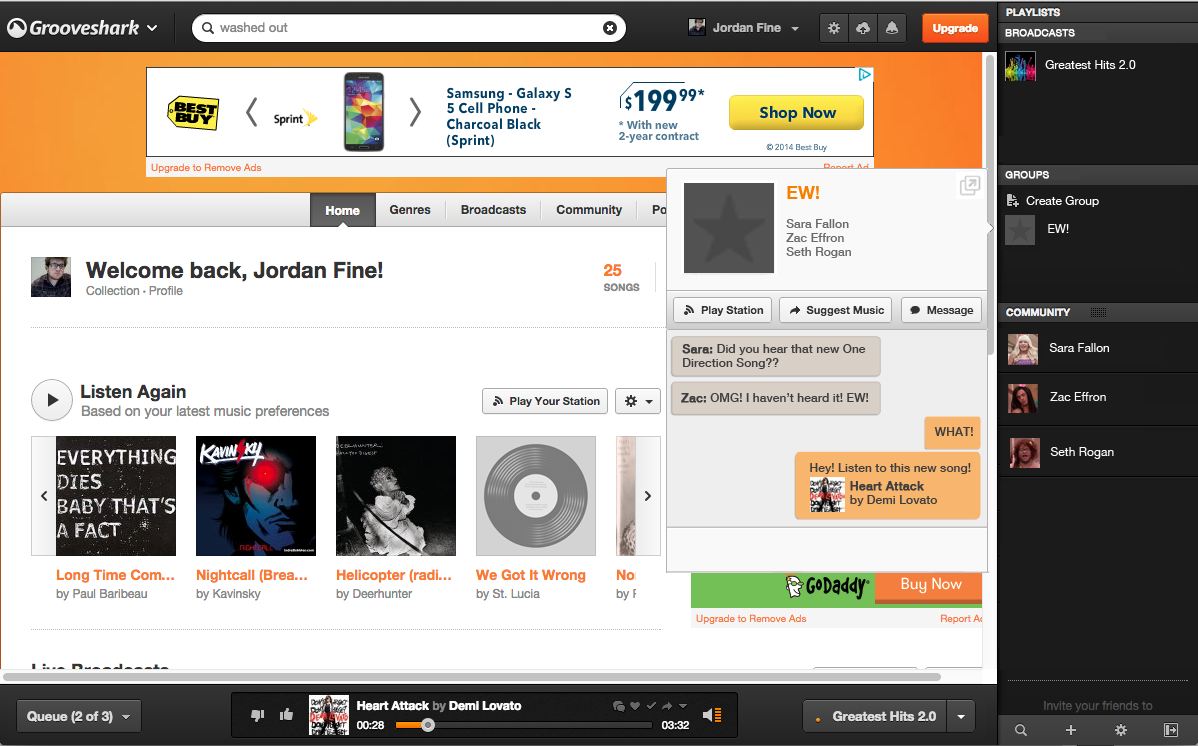 Grooveshark
washed out
Jordan Fine
Upgrade
PLAYLISTS
BROADCASTS
Greatest Hits 2.0
GROUPS
Create Group
EW!
COMMUNITY
Sara Fallon
Zac Effron
Seth Rogan
Invite your friends to
BEST
BUY
Sprint
Samsung - Galaxy S
5 Cell Phone -
Charcoal Black
(Sprint)
$199 99*
* With new
2-year contract
Shop Now
© 2014 Best Buy
Upgrade to Remove Ads
Report Ad
Home
Genres
Broadcasts
Community
Po
Welcome back, Jordan Fine!
Collection · Profile
25
SONGS
EW!
Sara Fallon
Zac Effron
Seth Rogan
Play Station
Suggest Music
Message
Sara: Did you hear that new One
Direction Song??
Zac: OMG! I haven't heard it! EW!
WHAT!
Hey! Listen to this new song!
Heart Attack
by Demi Lovato
Listen Again
Based on your latest music preferences
Play Your Station
EVERYTHING
DIES
BABY THAT'S
A FACT
KAVINSKY
NIGHTCALL
DEERHUNTER
Long Time Com...
by Paul Baribeau
Nightcall (Brea...
by Kavinsky
Helicopter (radi...
by Deerhunter
We Got It Wrong
by St. Lucia
No
by F
GoDaddy
Buy Now
Upgrade to Remove Ads
Report Ad
Live Broadcasts
Queue (2 of 3)
Heart Attack by Demi Lovato
00:28
03:32
Greatest Hits 2.0